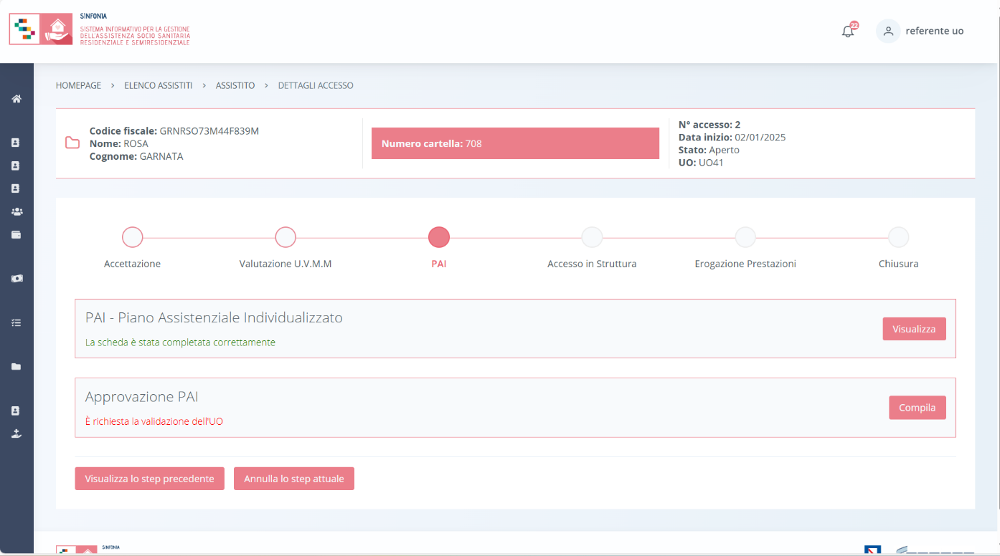 SINFONIA
SISTEMA INFORMATIVO PER LA GESTIONE
DELL'ASSISTENZA SOCIO SANITARIA
RESIDENZIALE E SEMIRESIDENZIALE
22
referente uo
HOMEPAGE > ELENCO ASSISTITI > ASSISTITO > DETTAGLI ACCESSO
Codice fiscale: GRNRSO73M44F839M
Nome: ROSA
Cognome: GARNATA
Numero cartella: 708
N° accesso: 2
Data inizio: 02/01/2025
Stato: Aperto
UO: UO41
Accettazione
Valutazione U.V.M.M
PAI
Accesso in Struttura
Erogazione Prestazioni
Chiusura
PAI - Piano Assistenziale Individualizzato
La scheda è stata completata correttamente
Visualizza
Approvazione PAI
È richiesta la validazione dell'UO
Compila
Visualizza lo step precedente
Annulla lo step attuale
SINFONIA